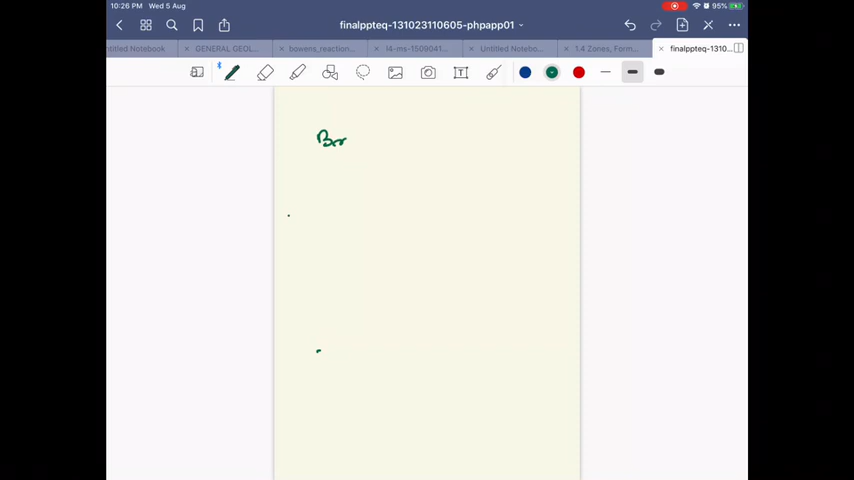 10:26 PM Wed 5 Aug
95%
finalppteq-131023110605-phpapp01
ntitled Notebook
GENERAL GEOL...
bowens_reaction...
l4-ms-1509041...
Untitled Notebo...
1.4 Zones, Form...
finalppteq-1310...
T
Bro